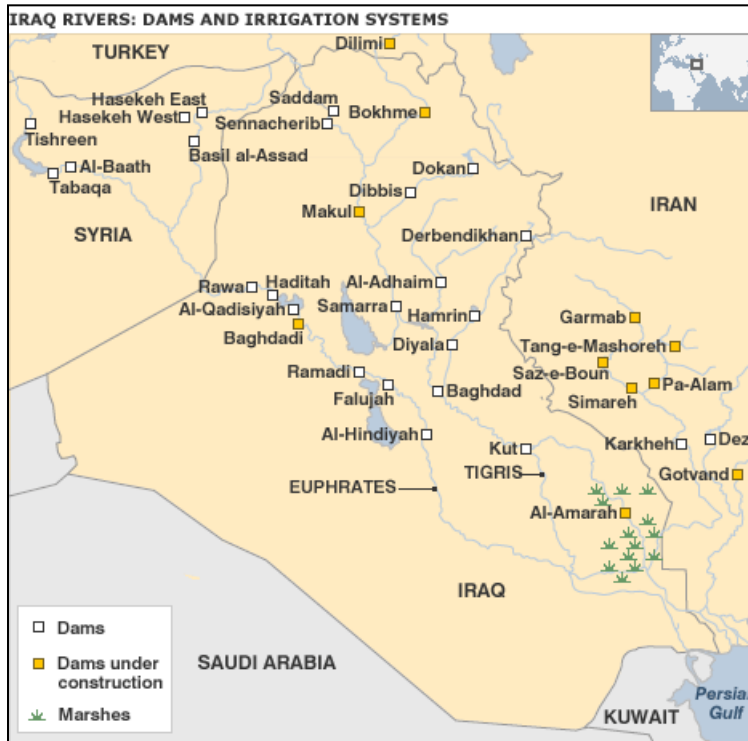 IRAQ RIVERS: DAMS AND IRRIGATION SYSTEMS
TURKEY
Dilimi
Hasekeh East
Saddam
Hasekeh West
Sennacherib
Bokhme
Tishreen
Basil al-Assad
Al-Baath
Tabaqa
Dokan
Dibbis
Makul
IRAN
SYRIA
Derbendikhan
Rawa
Haditah
Al-Adhaim
Al-Qadisiyah
Samarra
Hamrin
Garmab
Baghdadi
Diyala
Tang-e-Mashoreh
Saz-e-Boun
Ramadi
Pa-Alam
Falujah
Baghdad
Simareh
Al-Hindiyah
Kut
Karkheh
Dez
TIGRIS
Gotvand
EUPHRATES
Al-Amarah
IRAQ
Dams
Dams under
construction
Marshes
SAUDI ARABIA
KUWAIT
Persian
Gulf